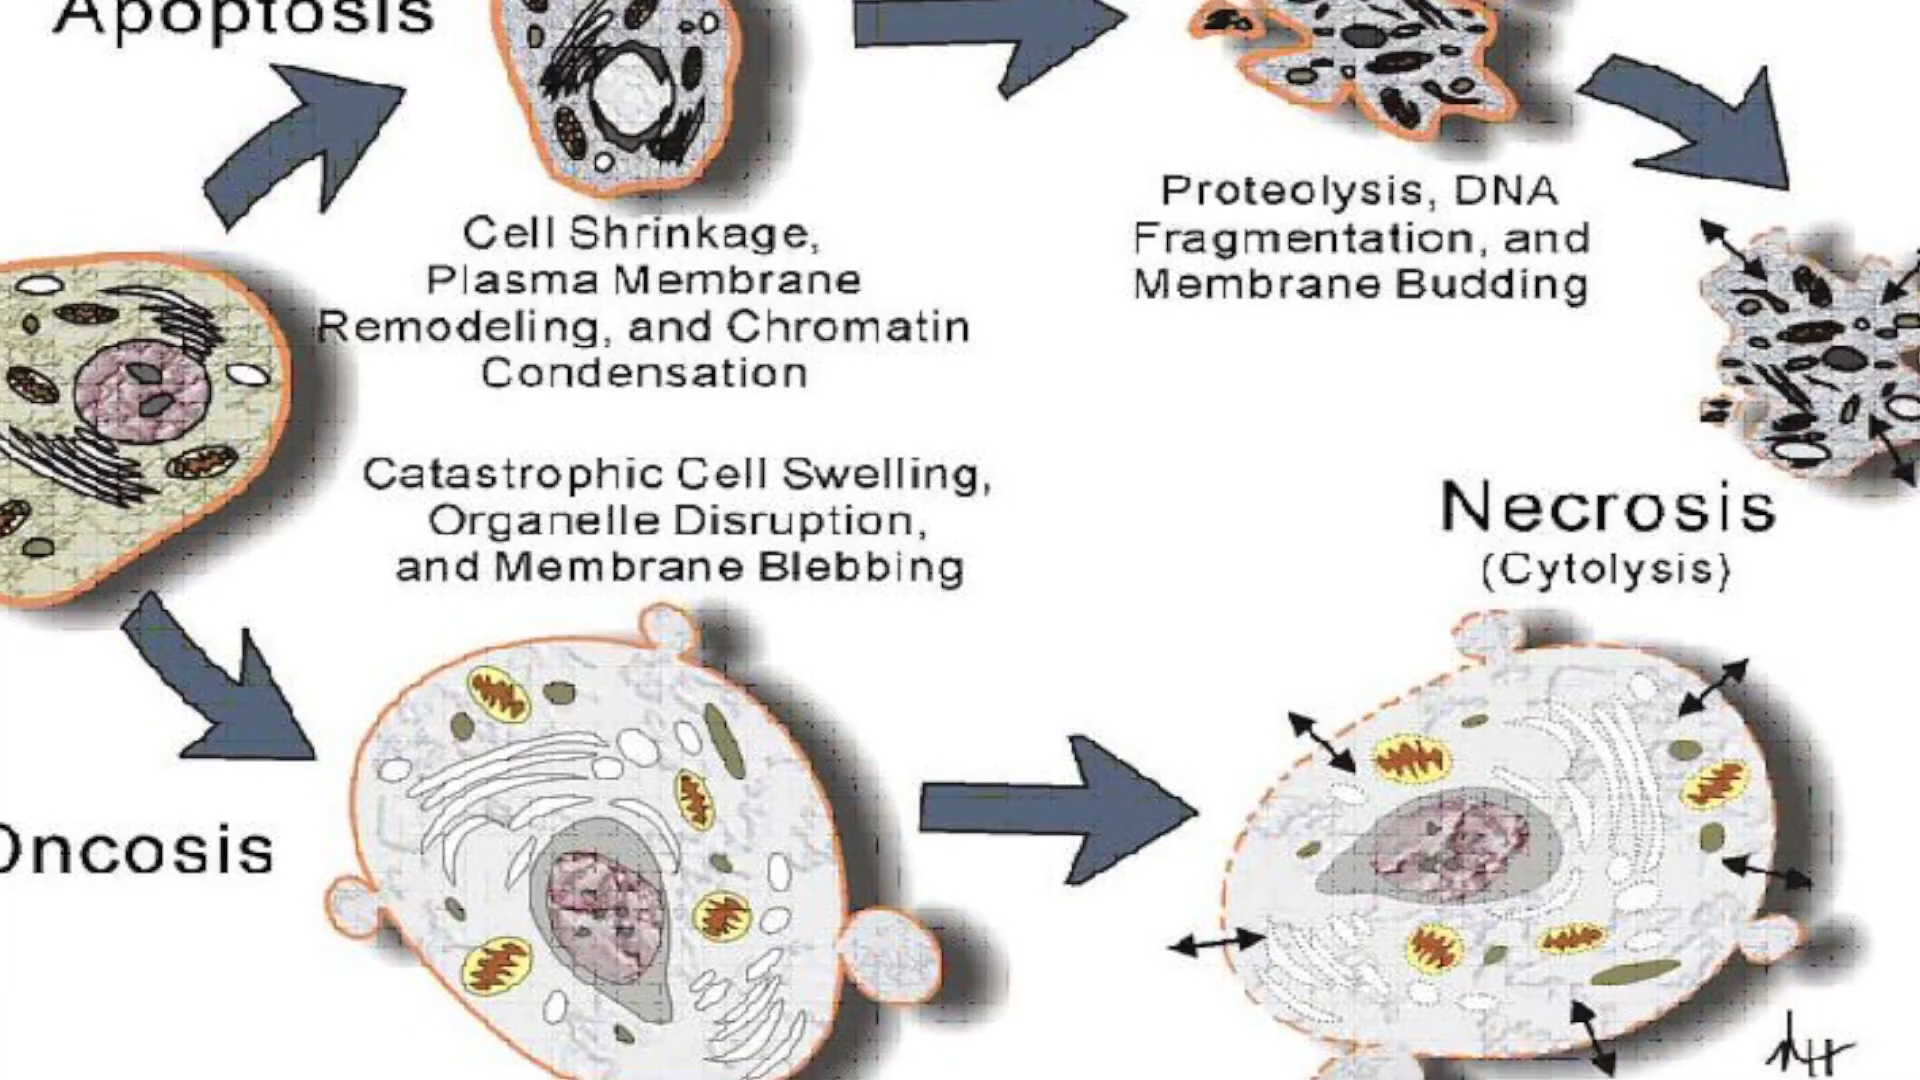 Apoptosis
Cell Shrinkage,
Plasma Membrane
Remodeling, and Chromatin
Condensation
Proteolysis, DNA
Fragmentation, and
Membrane Budding
Catastrophic Cell Swelling,
Organelle Disruption,
and Membrane Blebbing
Necrosis
(Cytolysis)
Oncosis